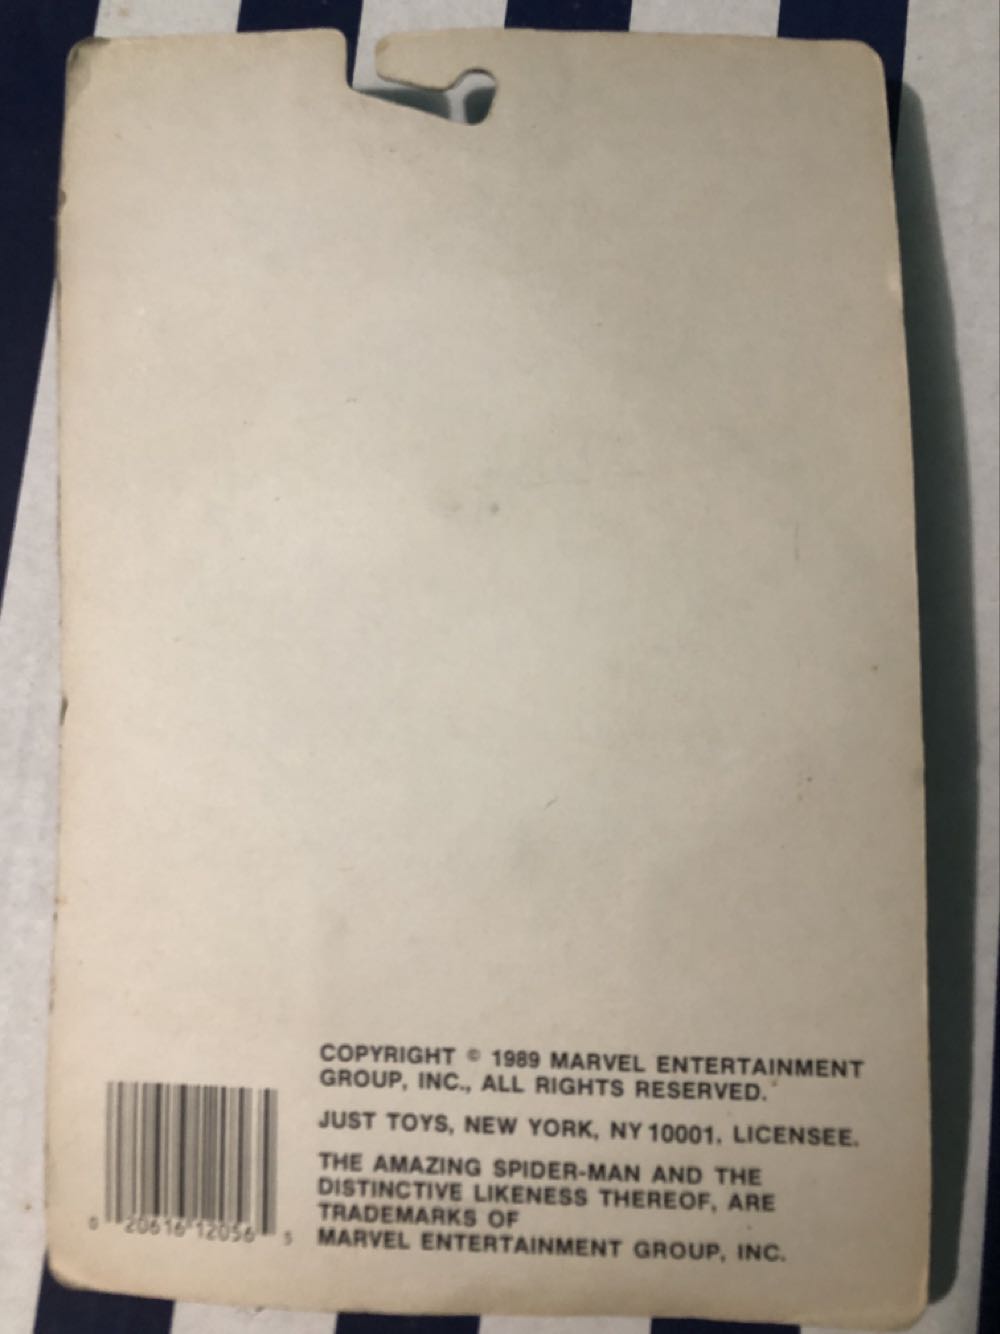 COPYRIGHT © 1989 MARVEL ENTERTAINMENT
GROUP, INC., ALL RIGHTS RESERVED.
JUST TOYS, NEW YORK, NY 10001. LICENSEE.
THE AMAZING SPIDER-MAN AND THE
DISTINCTIVE LIKENESS THEREOF, ARE
TRADEMARKS OF
MARVEL ENTERTAINMENT GROUP, INC.
0 20616 12056 5